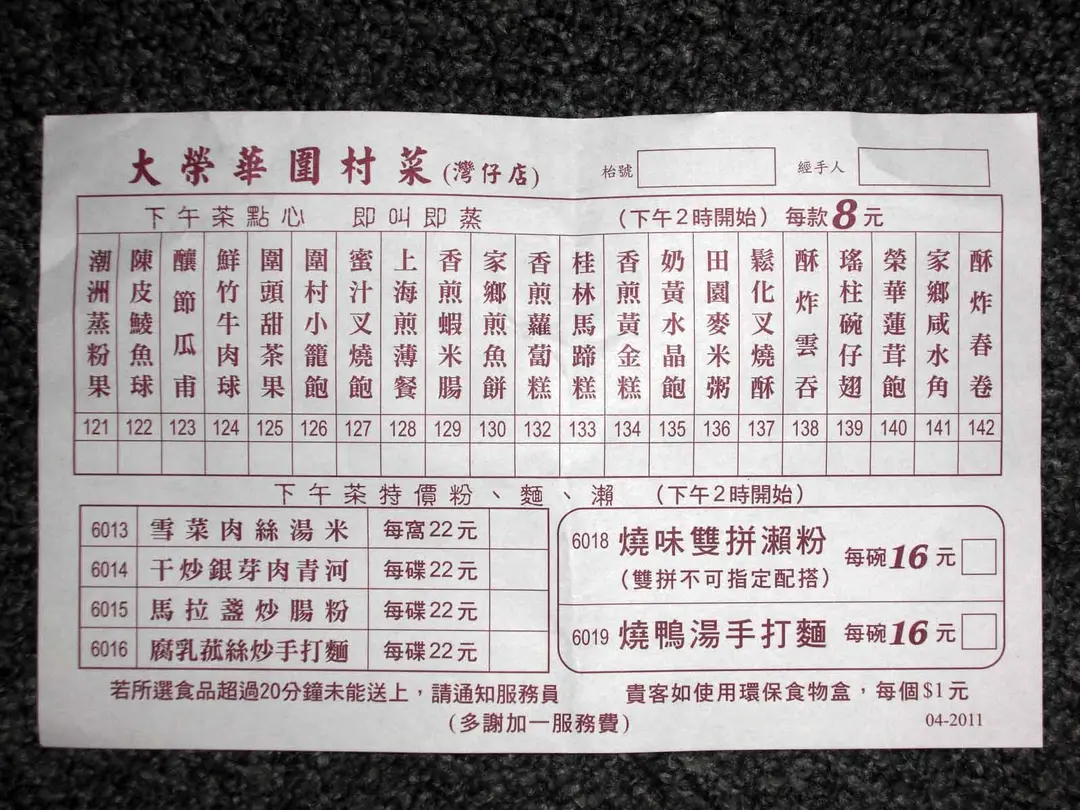 大榮華圍村菜(灣仔店) 枱號 經手人
下午茶點心 即叫即蒸 (下午2時開始) 每款8元
潮洲蒸粉果 121
陳皮鯪魚球 122
釀節瓜甫 123
鮮竹牛肉球 124
圍頭甜茶果 125
圍村小籠飽 126
蜜汁叉燒飽 127
上海煎薄餐 128
香煎蝦米腸 129
家鄉煎魚餅 130
香煎蘿蔔糕 132
桂林馬蹄糕 133
香煎黃金糕 134
奶黃水晶飽 135
田園麥米粥 136
鬆化叉燒酥 137
酥炸雲吞 138
瑤柱碗仔翅 139
榮華蓮茸飽 140
家鄉咸水角 141
酥炸春卷 142
下午茶特價粉、麵、瀨 (下午2時開始)
6013 雪菜肉絲湯米 每窩22元
6014 干炒銀芽肉青河 每碟22元
6015 馬拉盞炒腸粉 每碟22元
6016 腐乳菰絲炒手打麵 每碟22元
6018 燒味雙拼瀨粉 每碗16元
(雙拼不可指定配搭)
6019 燒鴨湯手打麵 每碗16元
若所選食品超過20分鐘未能送上，請通知服務員 貴客如使用環保食物盒，每個$1元
(多謝加一服務費) 04-2011